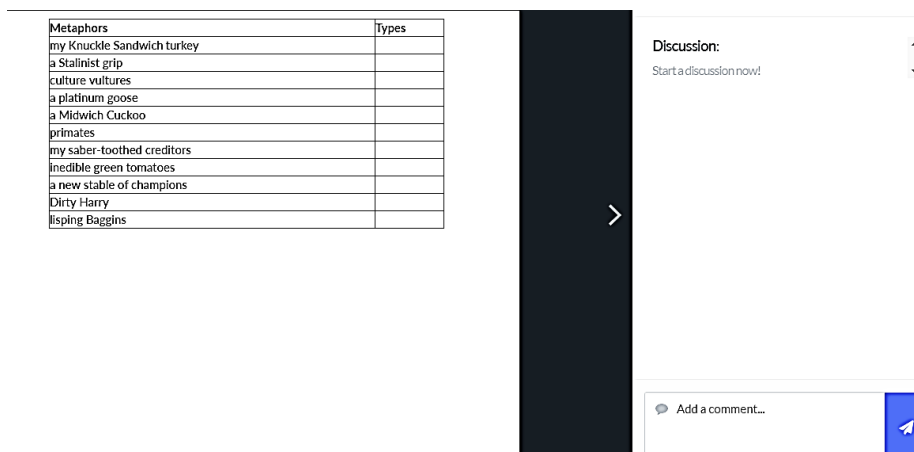 Metaphors Types
my Knuckle Sandwich turkey
a Stalinist grip
culture vultures
a platinum goose
a Midwich Cuckoo
primates
my saber-toothed creditors
inedible green tomatoes
a new stable of champions
Dirty Harry
lisping Baggins
Discussion:
Start a discussion now!
Add a comment...